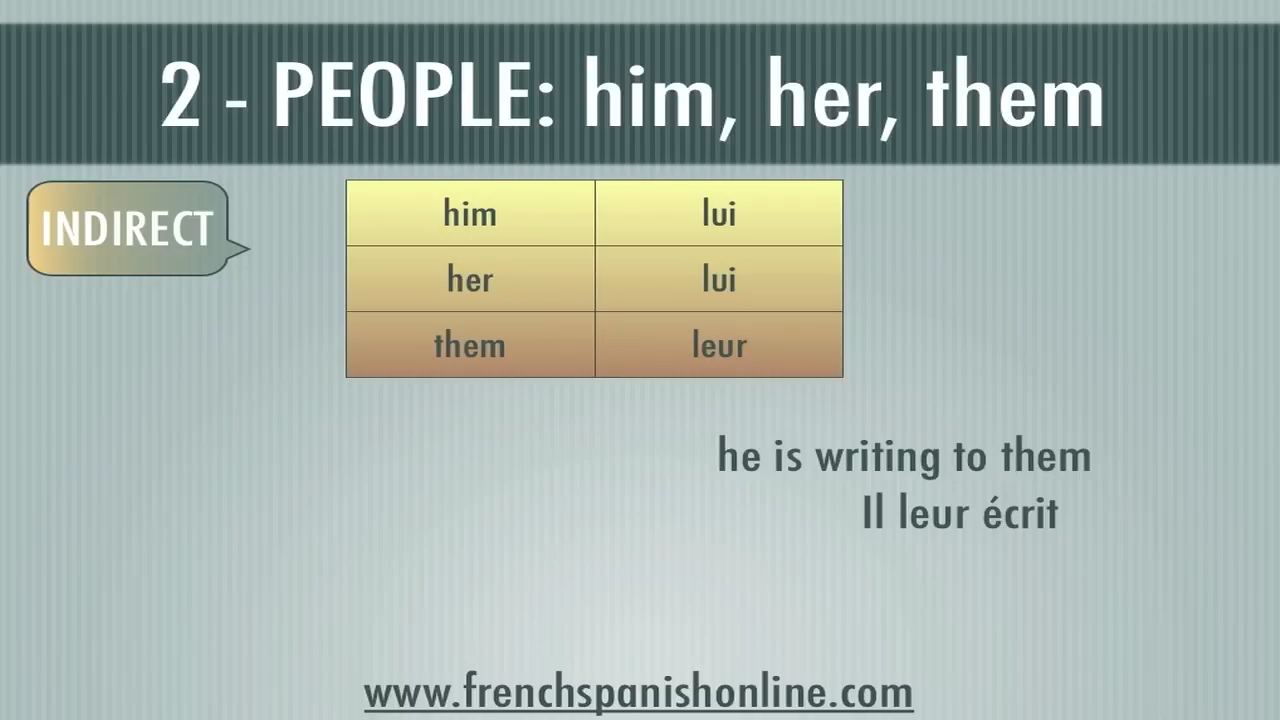 2 - PEOPLE: him, her, them
INDIRECT
him lui
her lui
them leur
he is writing to them
Il leur écrit
www.frenchspanishonline.com